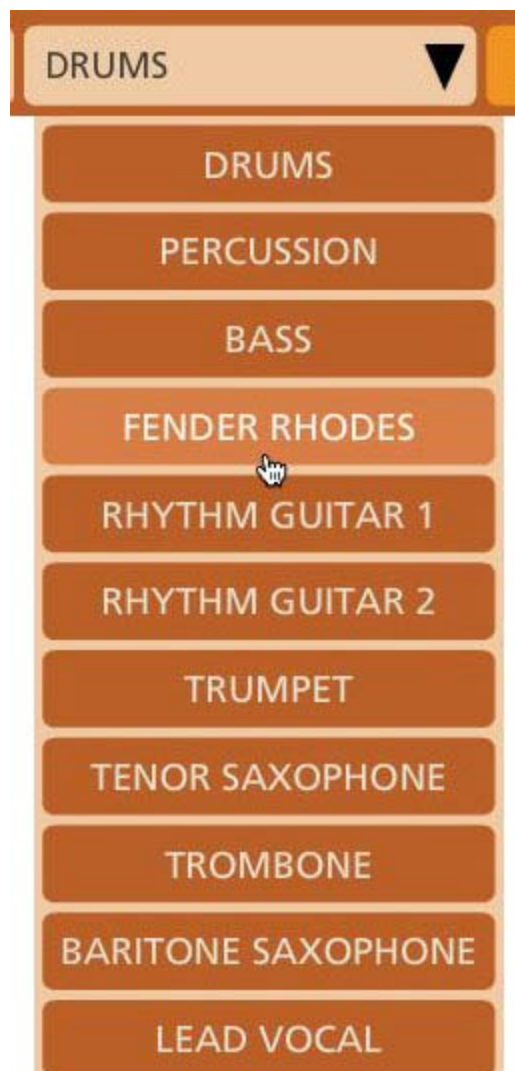 DRUMS
DRUMS
PERCUSSION
BASS
FENDER RHODES
RHYTHM GUITAR 1
RHYTHM GUITAR 2
TRUMPET
TENOR SAXOPHONE
TROMBONE
BARITONE SAXOPHONE
LEAD VOCAL